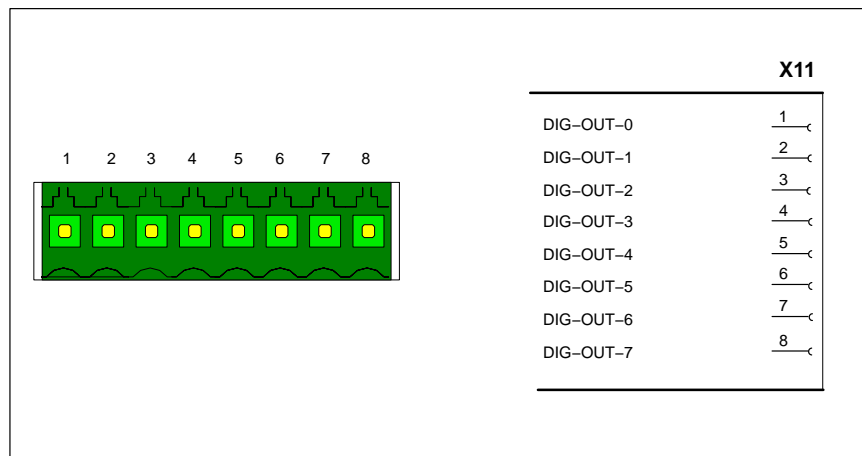 1 2 3 4 5 6 7 8
X11
DIG−OUT−0 1
DIG−OUT−1 2
DIG−OUT−2 3
DIG−OUT−3 4
DIG−OUT−4 5
DIG−OUT−5 6
DIG−OUT−6 7
DIG−OUT−7 8